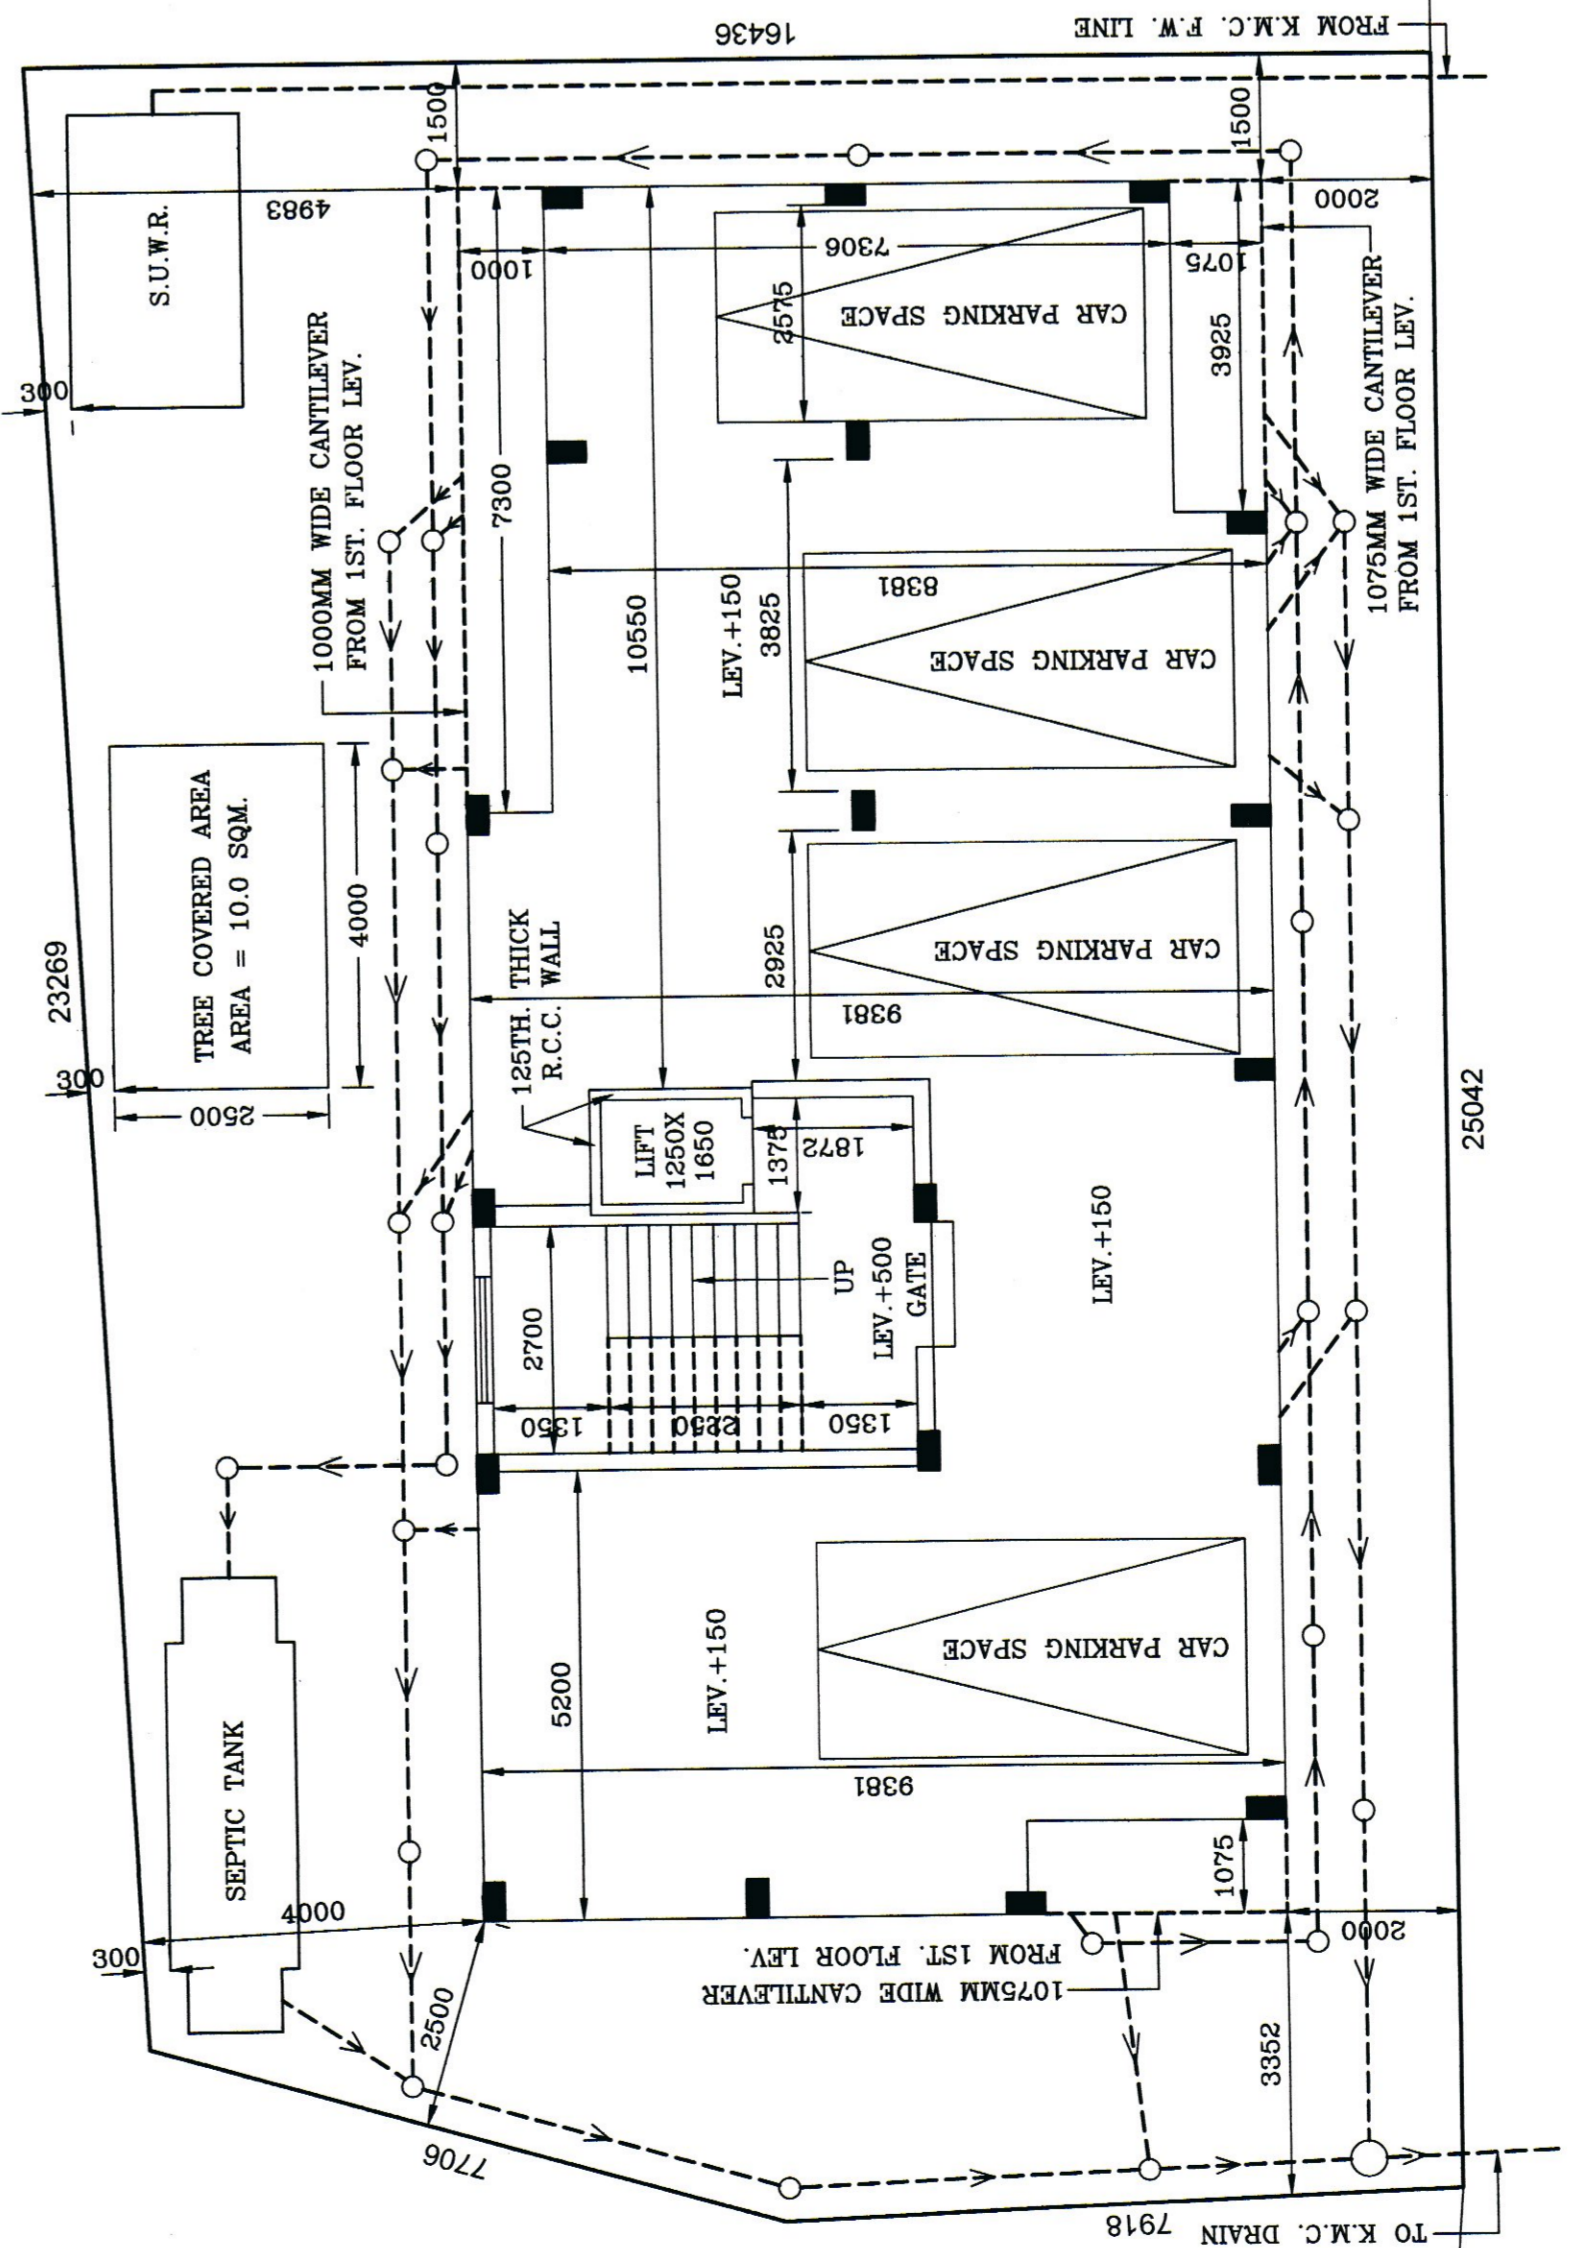 16436
FROM K.M.C. F.W. LINE
1500
1500
S.U.W.R.
4983
2000
300
1000
7306
1075
2575
CAR PARKING SPACE
3925
1000MM WIDE CANTILEVER
FROM 1ST. FLOOR LEV.
7300
10550
LEV.+150
3825
8381
CAR PARKING SPACE
1075MM WIDE CANTILEVER
FROM 1ST. FLOOR LEV.
23269
TREE COVERED AREA
AREA = 10.0 SQM.
4000
300
2500
125TH. THICK
R.C.C. WALL
2925
9381
CAR PARKING SPACE
LIFT
1250X
1650
1375
1872
25042
2700
UP
LEV.+500
GATE
LEV.+150
1350
2250
1350
5200
LEV.+150
CAR PARKING SPACE
9381
SEPTIC TANK
1075
4000
300
2500
2000
1075MM WIDE CANTILEVER
FROM 1ST. FLOOR LEV.
3352
7706
7918
TO K.M.C. DRAIN